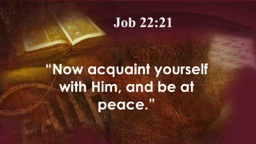 Job 22:21
“Now acquaint yourself
with Him, and be at
peace.”